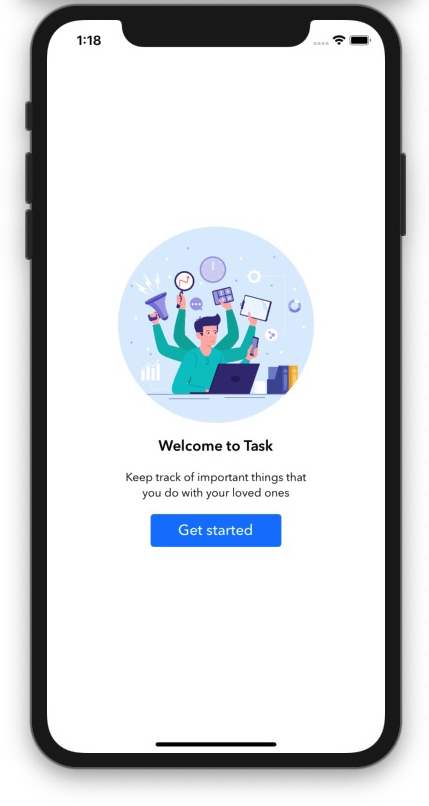 1:18
Welcome to Task
Keep track of important things that
you do with your loved ones
Get started